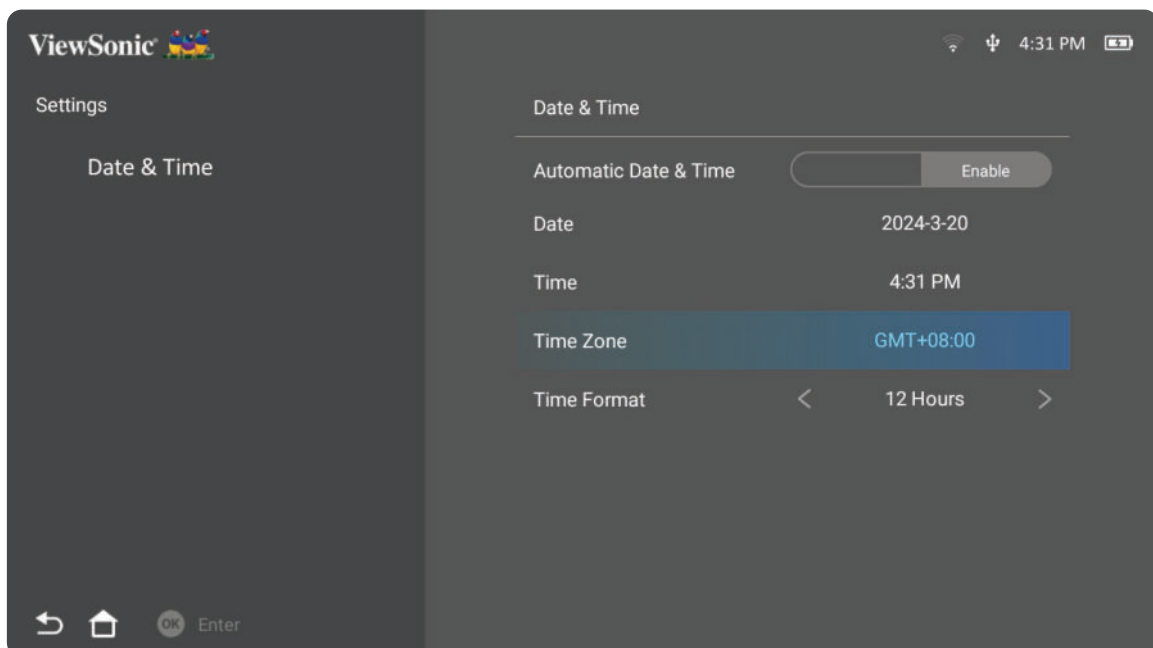 ViewSonic
4:31 PM
Settings
Date & Time
Date & Time
Automatic Date & Time Enable
Date 2024-3-20
Time 4:31 PM
Time Zone GMT+08:00
Time Format < 12 Hours >
OK Enter